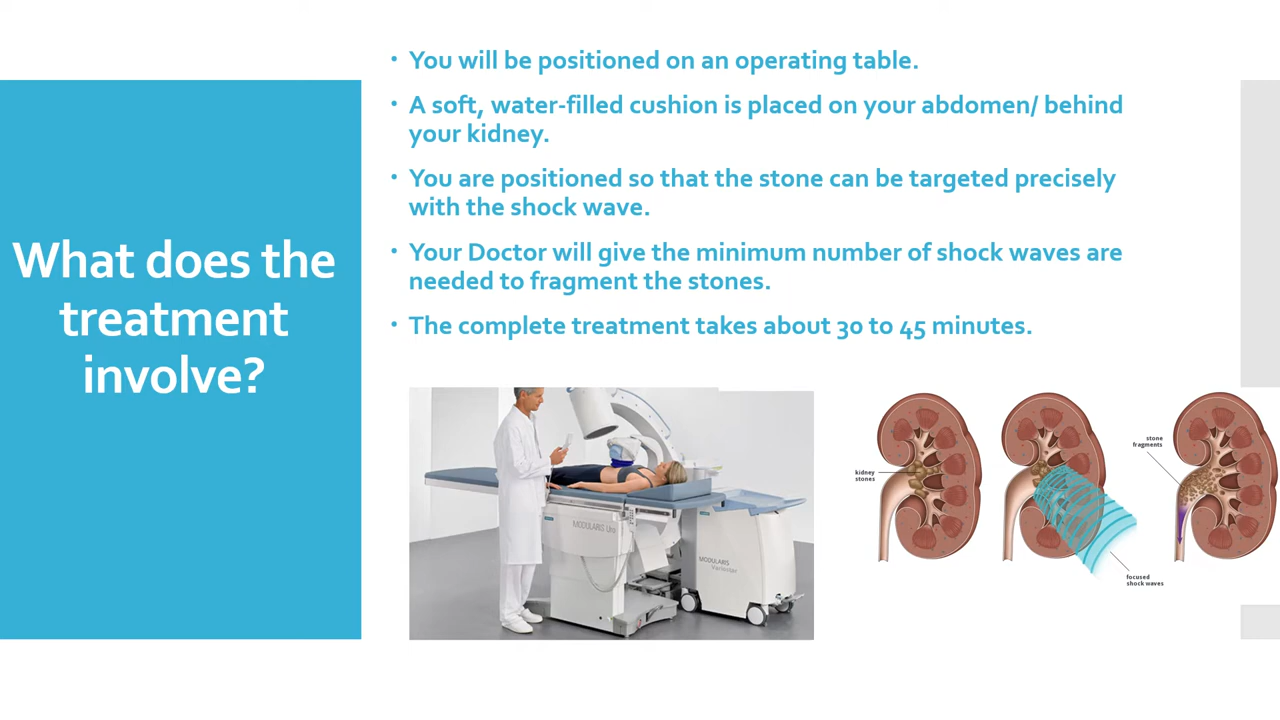 What does the
treatment
involve?
• You will be positioned on an operating table.
• A soft, water-filled cushion is placed on your abdomen/ behind
your kidney.
• You are positioned so that the stone can be targeted precisely
with the shock wave.
• Your Doctor will give the minimum number of shock waves are
needed to fragment the stones.
• The complete treatment takes about 30 to 45 minutes.
MODULARIS Uro
MODULARIS
Variostar
kidney
stones
focused
shock waves
stone
fragments